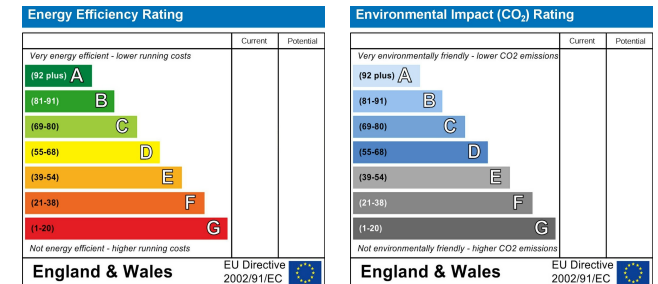 Energy Efficiency Rating
Current Potential
Very energy efficient - lower running costs
(92 plus) A
(81-91) B
(69-80) C
(55-68) D
(39-54) E
(21-38) F
(1-20) G
Not energy efficient - higher running costs
England & Wales
EU Directive
2002/91/EC
Environmental Impact (CO₂) Rating
Current Potential
Very environmentally friendly - lower CO2 emissions
(92 plus) A
(81-91) B
(69-80) C
(55-68) D
(39-54) E
(21-38) F
(1-20) G
Not environmentally friendly - higher CO2 emissions
England & Wales
EU Directive
2002/91/EC